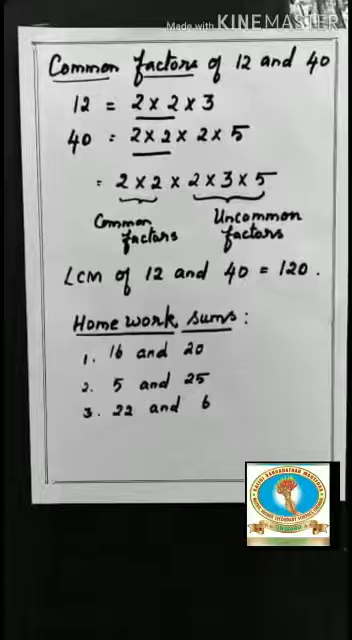 Made with KINEMASTER
Common factors of 12 and 40
12 = 2 × 2 × 3
40 = 2 × 2 × 2 × 5
= 2 × 2 × 2 × 3 × 5
Common factors
Uncommon factors
LCM of 12 and 40 = 120.
Home work sums:
1. 16 and 20
2. 5 and 25
3. 22 and 6